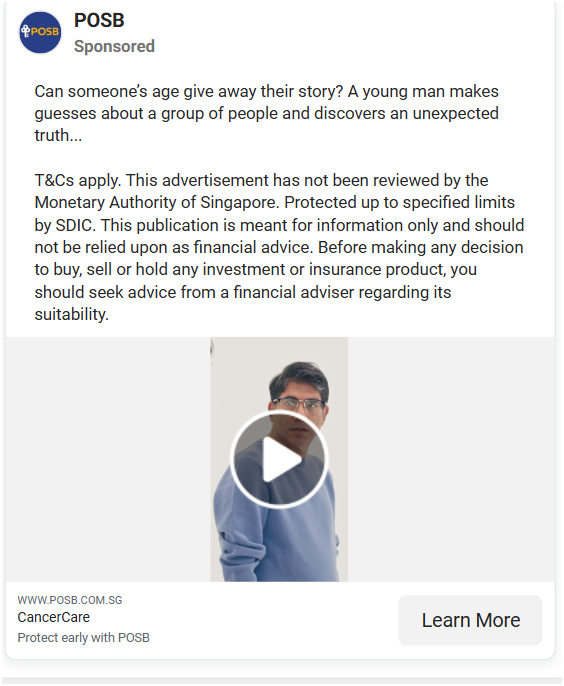 POSB
POSB
Sponsored
Can someone’s age give away their story? A young man makes
guesses about a group of people and discovers an unexpected
truth...
T&Cs apply. This advertisement has not been reviewed by the
Monetary Authority of Singapore. Protected up to specified limits
by SDIC. This publication is meant for information only and should
not be relied upon as financial advice. Before making any decision
to buy, sell or hold any investment or insurance product, you
should seek advice from a financial adviser regarding its
suitability.
WWW.POSB.COM.SG
CancerCare
Protect early with POSB
Learn More